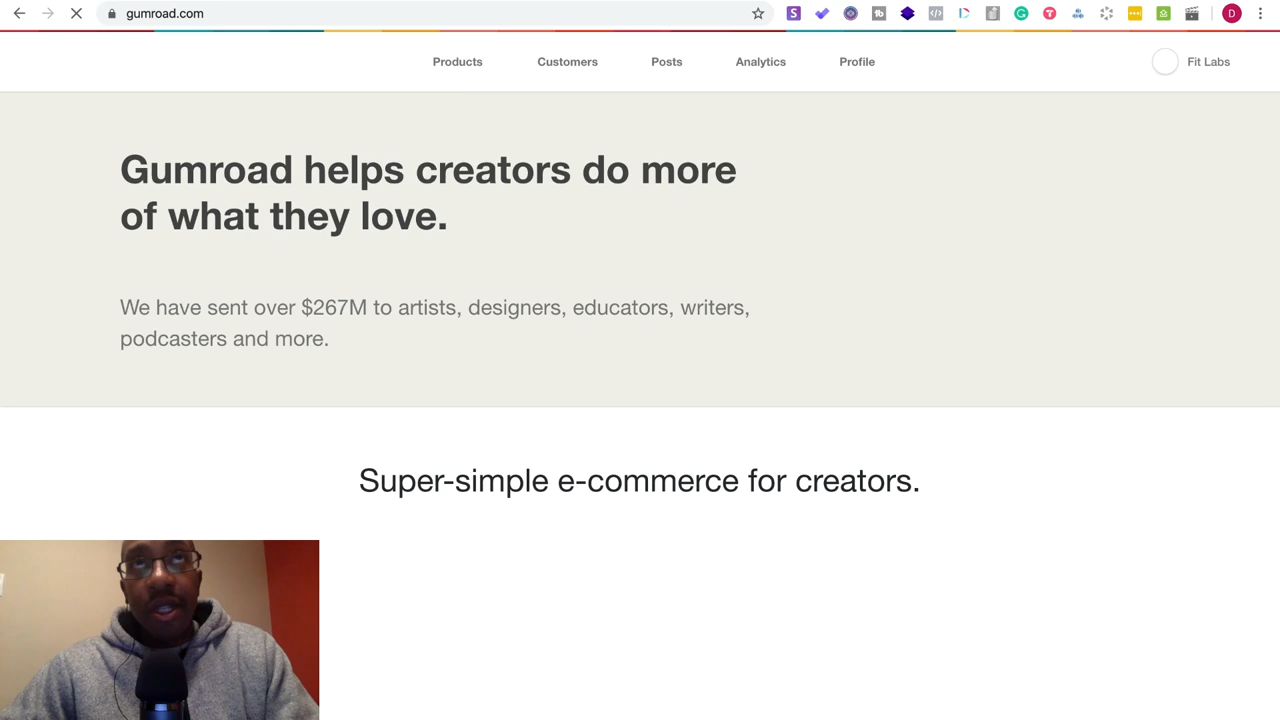 gumroad.com
S
tb
</>
G
T
D
Products
Customers
Posts
Analytics
Profile
Fit Labs
Gumroad helps creators do more
of what they love.
We have sent over $267M to artists, designers, educators, writers,
podcasters and more.
Super-simple e-commerce for creators.